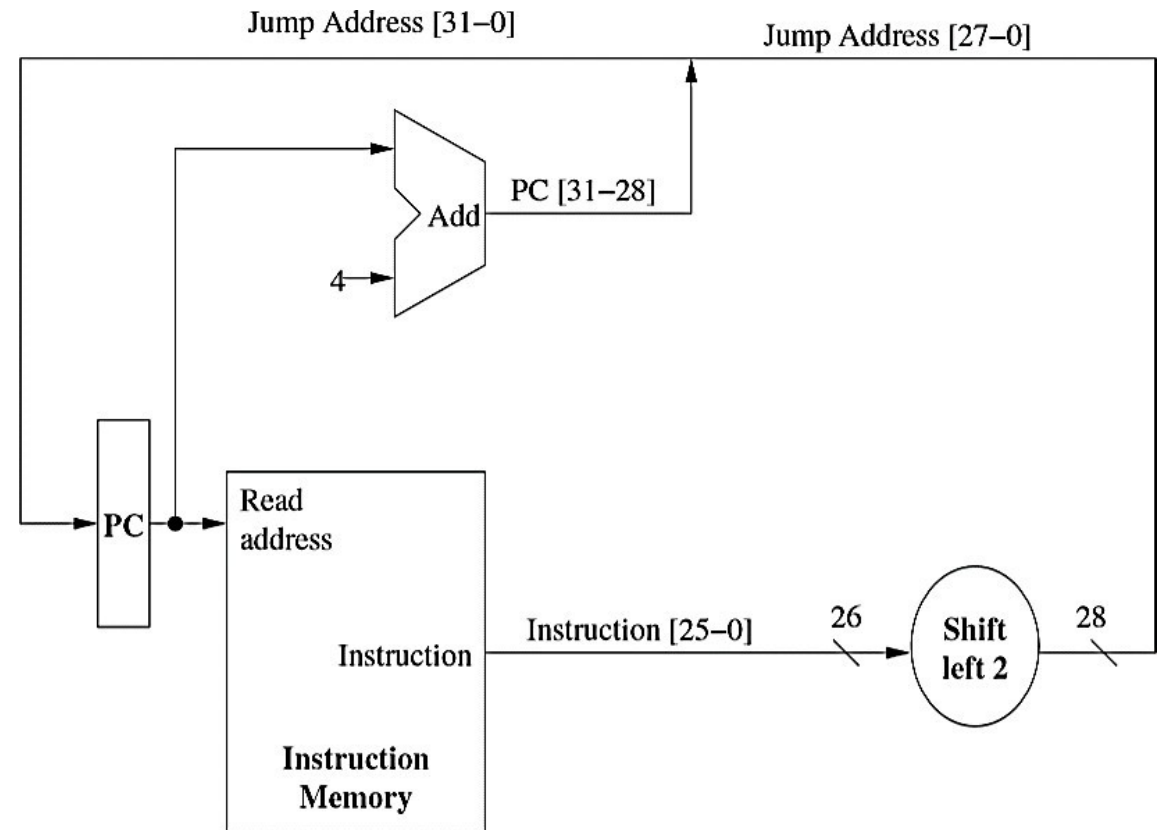 Jump Address [31–0]
Jump Address [27–0]
PC [31–28]
Add
4
PC
Read
address
Instruction [25–0]
26
28
Shift
left 2
Instruction
Instruction
Memory